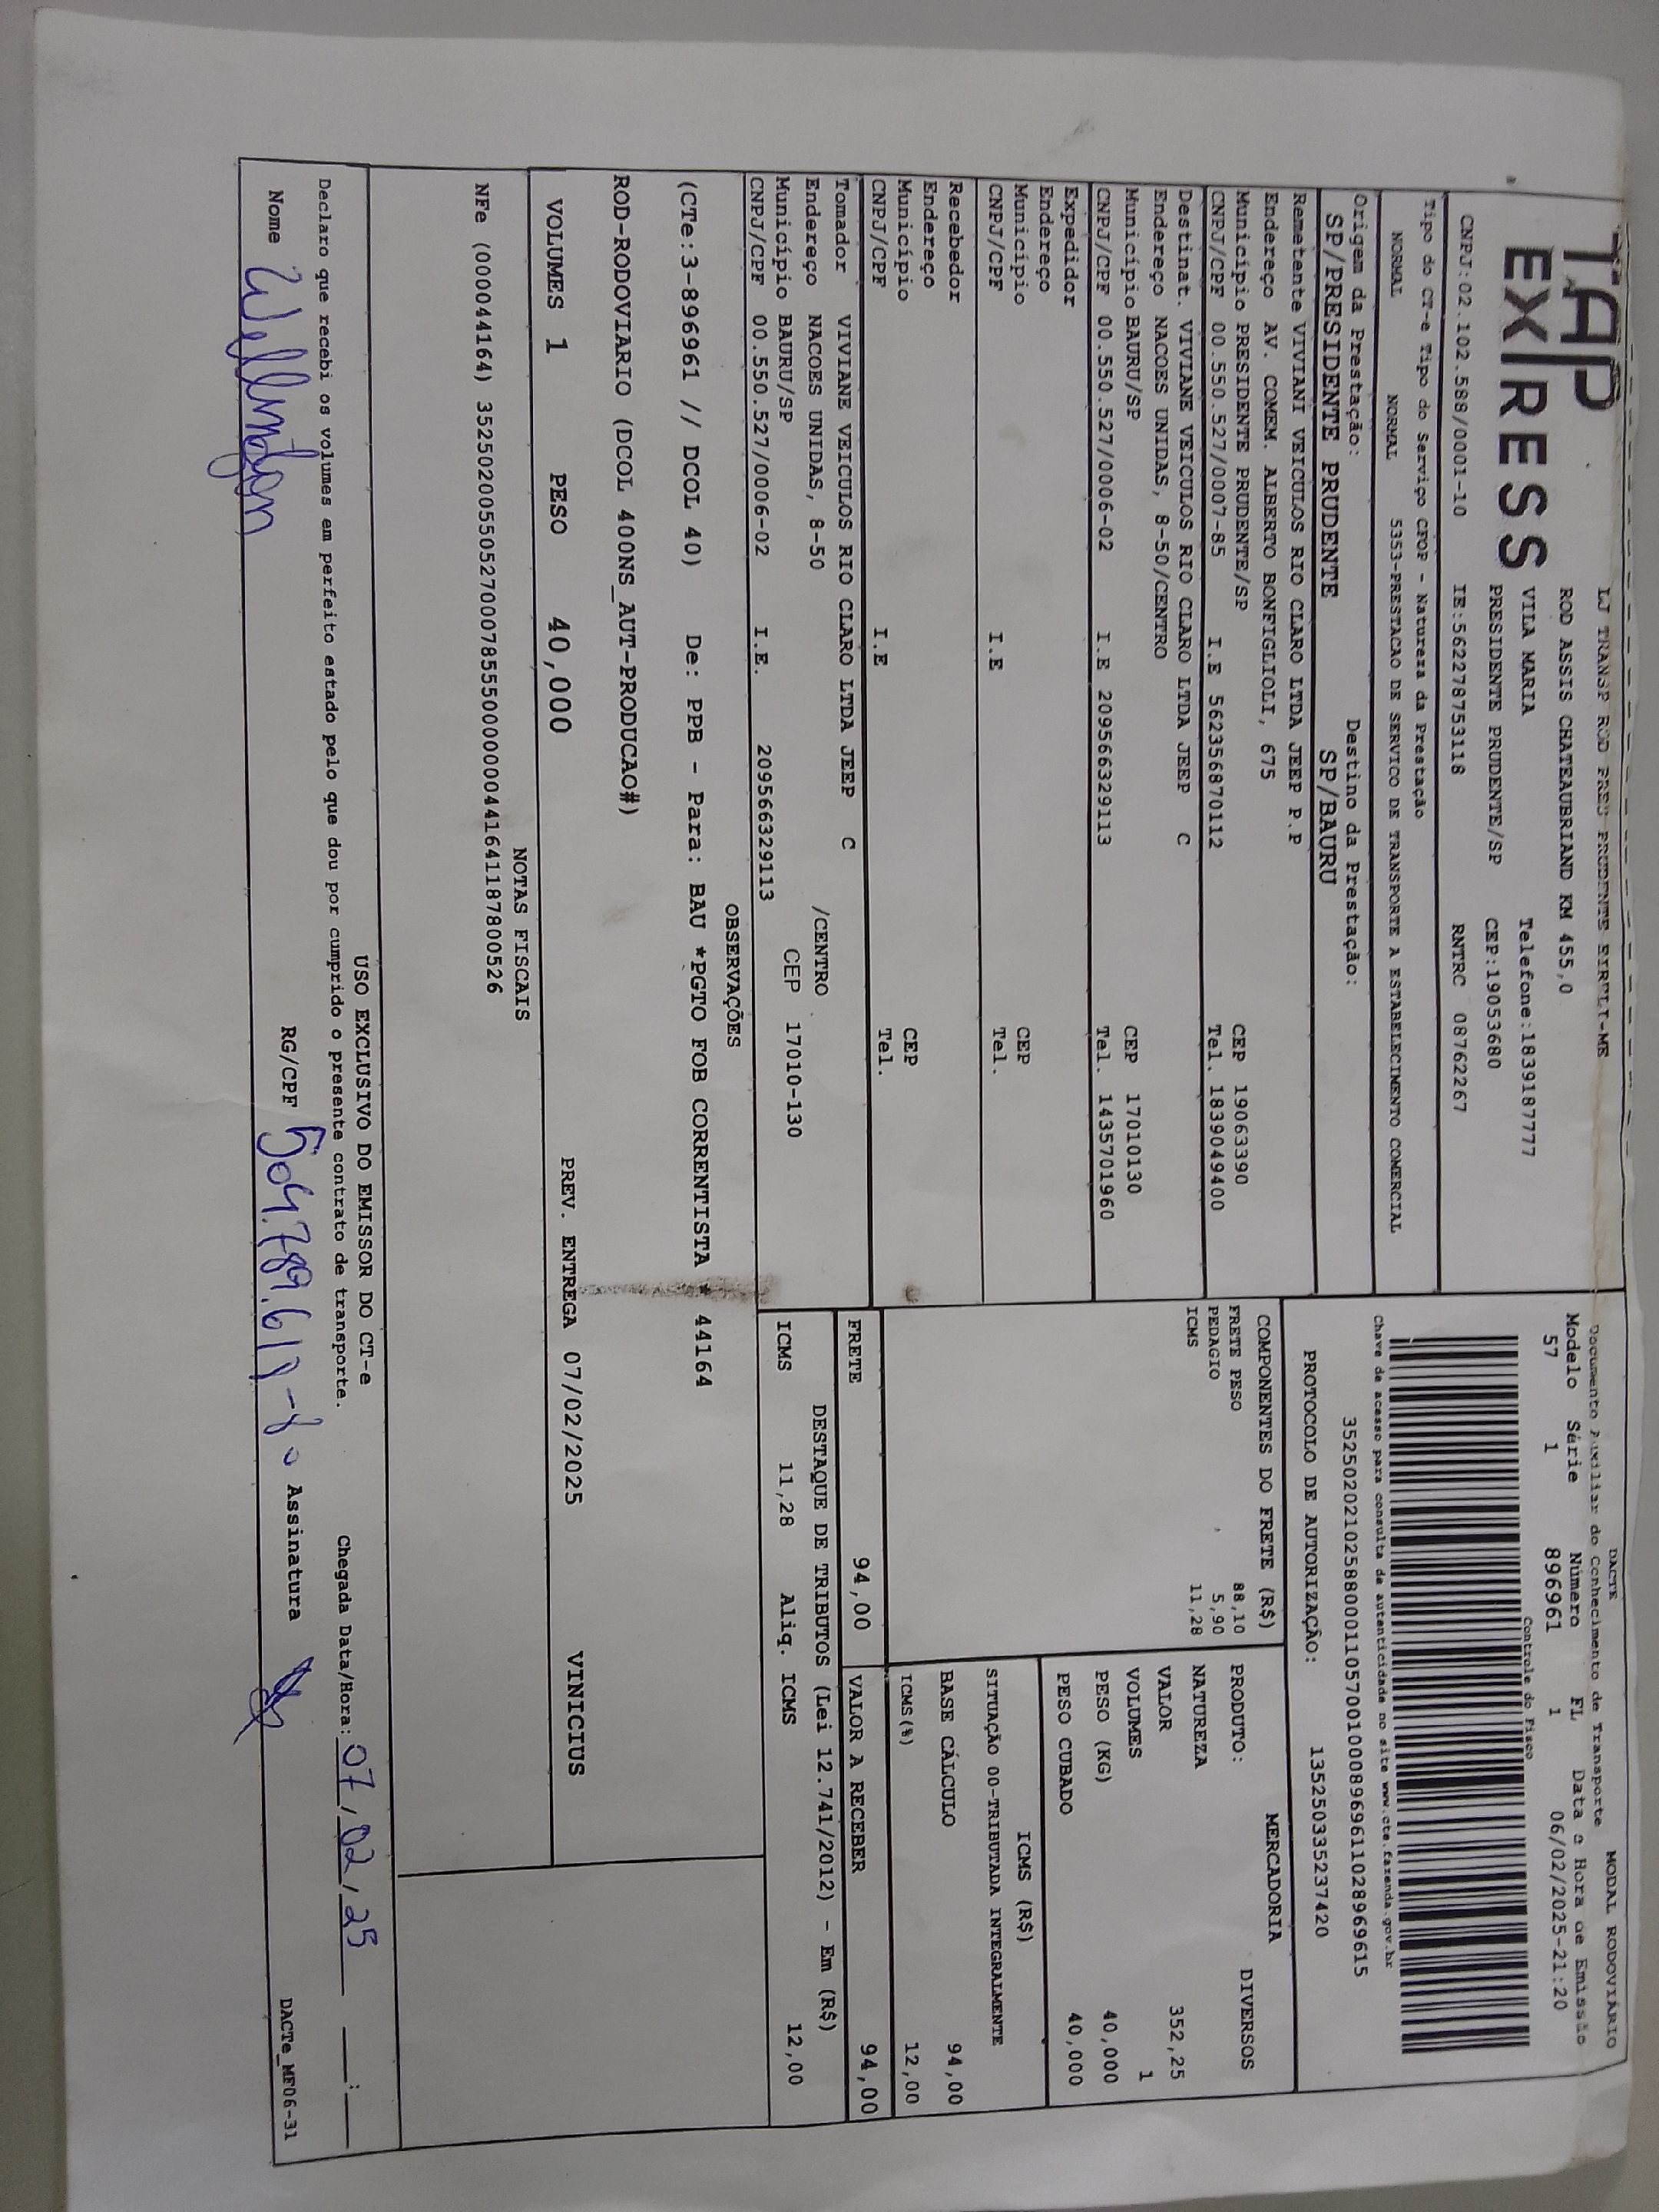 TAP
EX/RESS
LJ TRANSP ROD PRES PRUDENTE EIRELI-ME
ROD ASSIS CHATEAUBRIAND KM 455,0
VILA MARIA Telefone:1839187777
PRESIDENTE PRUDENTE/SP CEP:19053680
CNPJ:02.102.588/0001-10 IE:562278753118 RNTRC 08762267
DACTE MODAL RODOVIÁRIO
Documento Auxiliar do Conhecimento de Transporte
Modelo Série Número FL Data e Hora de Emissão
57 1 896961 1 06/02/2025-21:20
Controle do Fisco
Chave de acesso para consulta de autenticidade no site www.cte.fazenda.gov.br
35250202102588000110570010008969611028969615
PROTOCOLO DE AUTORIZAÇÃO: 135250335237420
Tipo do CT-e Tipo do Serviço CFOP - Natureza da Prestação
NORMAL NORMAL 5353-PRESTACAO DE SERVICO DE TRANSPORTE A ESTABELECIMENTO COMERCIAL
Origem da Prestação: Destino da Prestação:
SP/PRESIDENTE PRUDENTE SP/BAURU
Remetente VIVIANI VEICULOS RIO CLARO LTDA JEEP P.P
Endereço AV. COMEM. ALBERTO BONFIGLIOLI, 675
Município PRESIDENTE PRUDENTE/SP CEP 19063390
CNPJ/CPF 00.550.527/0007-85 I.E 562356870112 Tel. 1839049400
Destinat. VIVIANE VEICULOS RIO CLARO LTDA JEEP C
Endereço NACOES UNIDAS, 8-50/CENTRO
Município BAURU/SP CEP 17010130
CNPJ/CPF 00.550.527/0006-02 I.E 209566329113 Tel. 1435701960
Expedidor
Endereço
Município CEP
CNPJ/CPF I.E Tel.
Recebedor
Endereço
Município CEP
CNPJ/CPF I.E Tel.
Tomador VIVIANE VEICULOS RIO CLARO LTDA JEEP C
Endereço NACOES UNIDAS, 8-50 /CENTRO
Município BAURU/SP CEP 17010-130
CNPJ/CPF 00.550.527/0006-02 I.E. 209566329113
COMPONENTES DO FRETE (R$)
FRETE PESO 88,10
PEDAGIO 5,90
ICMS 11,28
MERCADORIA
PRODUTO: DIVERSOS
NATUREZA
VALOR 352,25
VOLUMES 1
PESO (KG) 40,000
PESO CUBADO 40,000
ICMS (R$)
SITUAÇÃO 00-TRIBUTADA INTEGRALMENTE
BASE CÁLCULO 94,00
ICMS(%) 12,00
FRETE 94,00 VALOR A RECEBER 94,00
DESTAQUE DE TRIBUTOS (Lei 12.741/2012) - Em (R$)
ICMS 11,28 Aliq. ICMS 12,00
OBSERVAÇÕES
(CTe:3-896961 // DCOL 40) De: PPB - Para: BAU *PGTO FOB CORRENTISTA * 44164
ROD-RODOVIARIO (DCOL 400NS_AUT-PRODUCAO#)
VOLUMES 1 PESO 40,000 PREV. ENTREGA 07/02/2025 VINICIUS
NOTAS FISCAIS
NFe (000044164) 35250200550527000785550000000441641187800526
USO EXCLUSIVO DO EMISSOR DO CT-e
Declaro que recebi os volumes em perfeito estado pelo que dou por cumprido o presente contrato de transporte. Chegada Data/Hora: 07/02/25 __:__
Nome Wellington RG/CPF Assinatura
DACTe_MF06-31